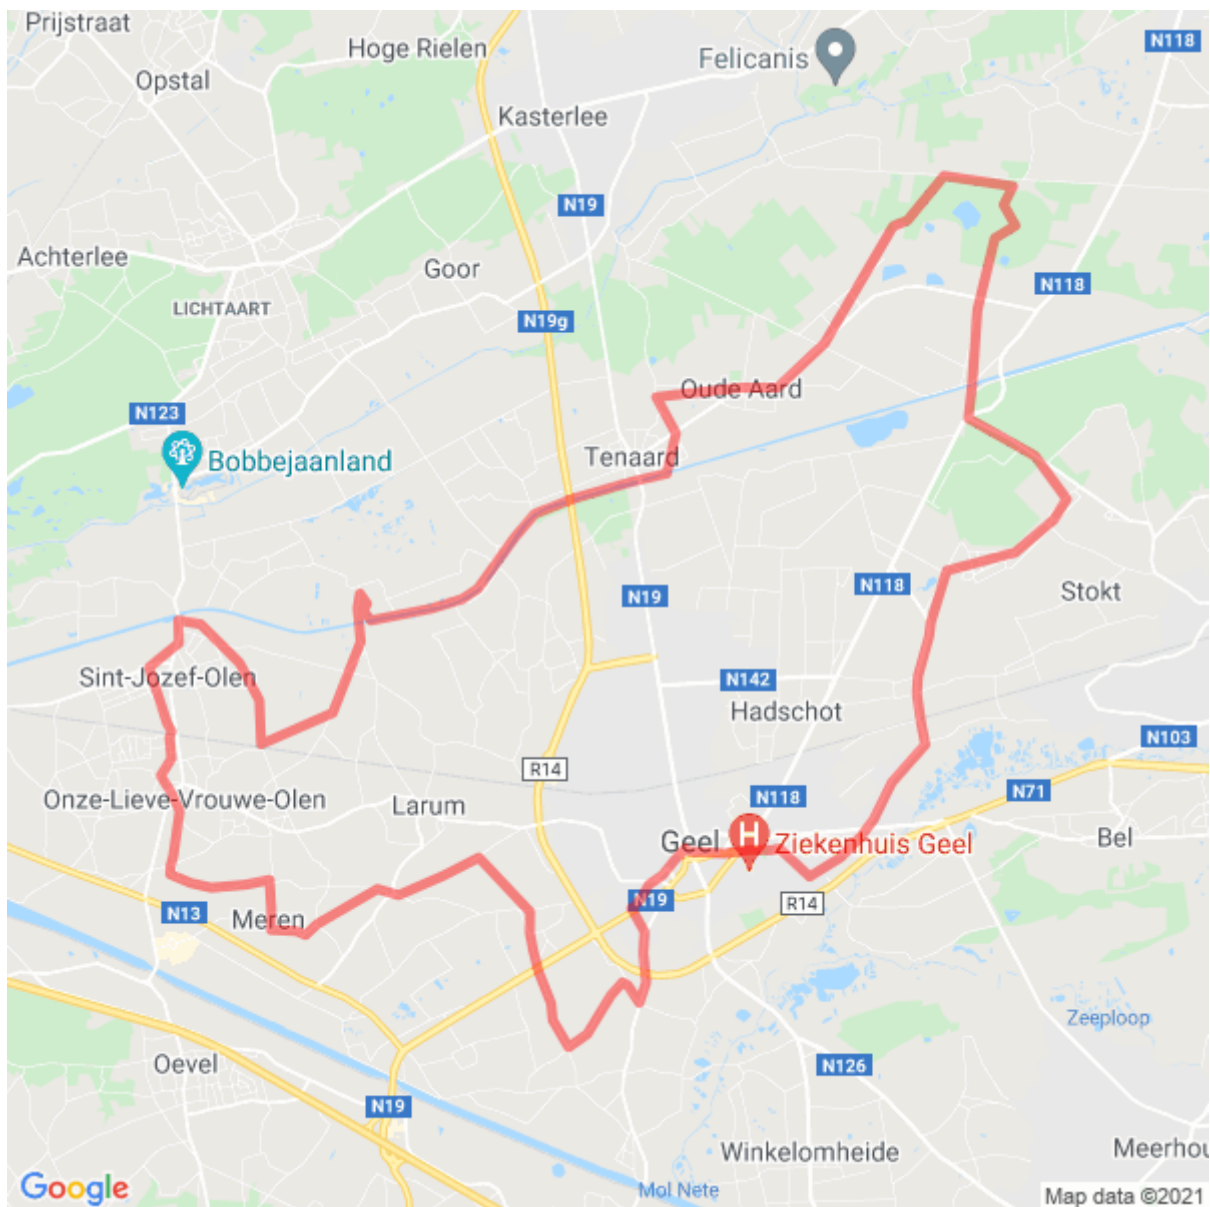 Prijstraat
Hoge Rielen
Felicanis
N118
Opstal
Kasterlee
N19
Achterlee
Goor
N118
LICHTAART
N19g
Oude Aard
N123
Tenaard
Bobbejaanland
N118
N19
Stokt
Sint-Jozef-Olen
N142
Hadschot
N103
R14
Onze-Lieve-Vrouwe-Olen
Larum
N118
N71
Geel
H
Ziekenhuis Geel
Bel
N19
R14
N13
Meren
Zeeploop
Oevel
N126
N19
Winkelomheide
Meerhou
Google
Mol Nete
Map data ©2021